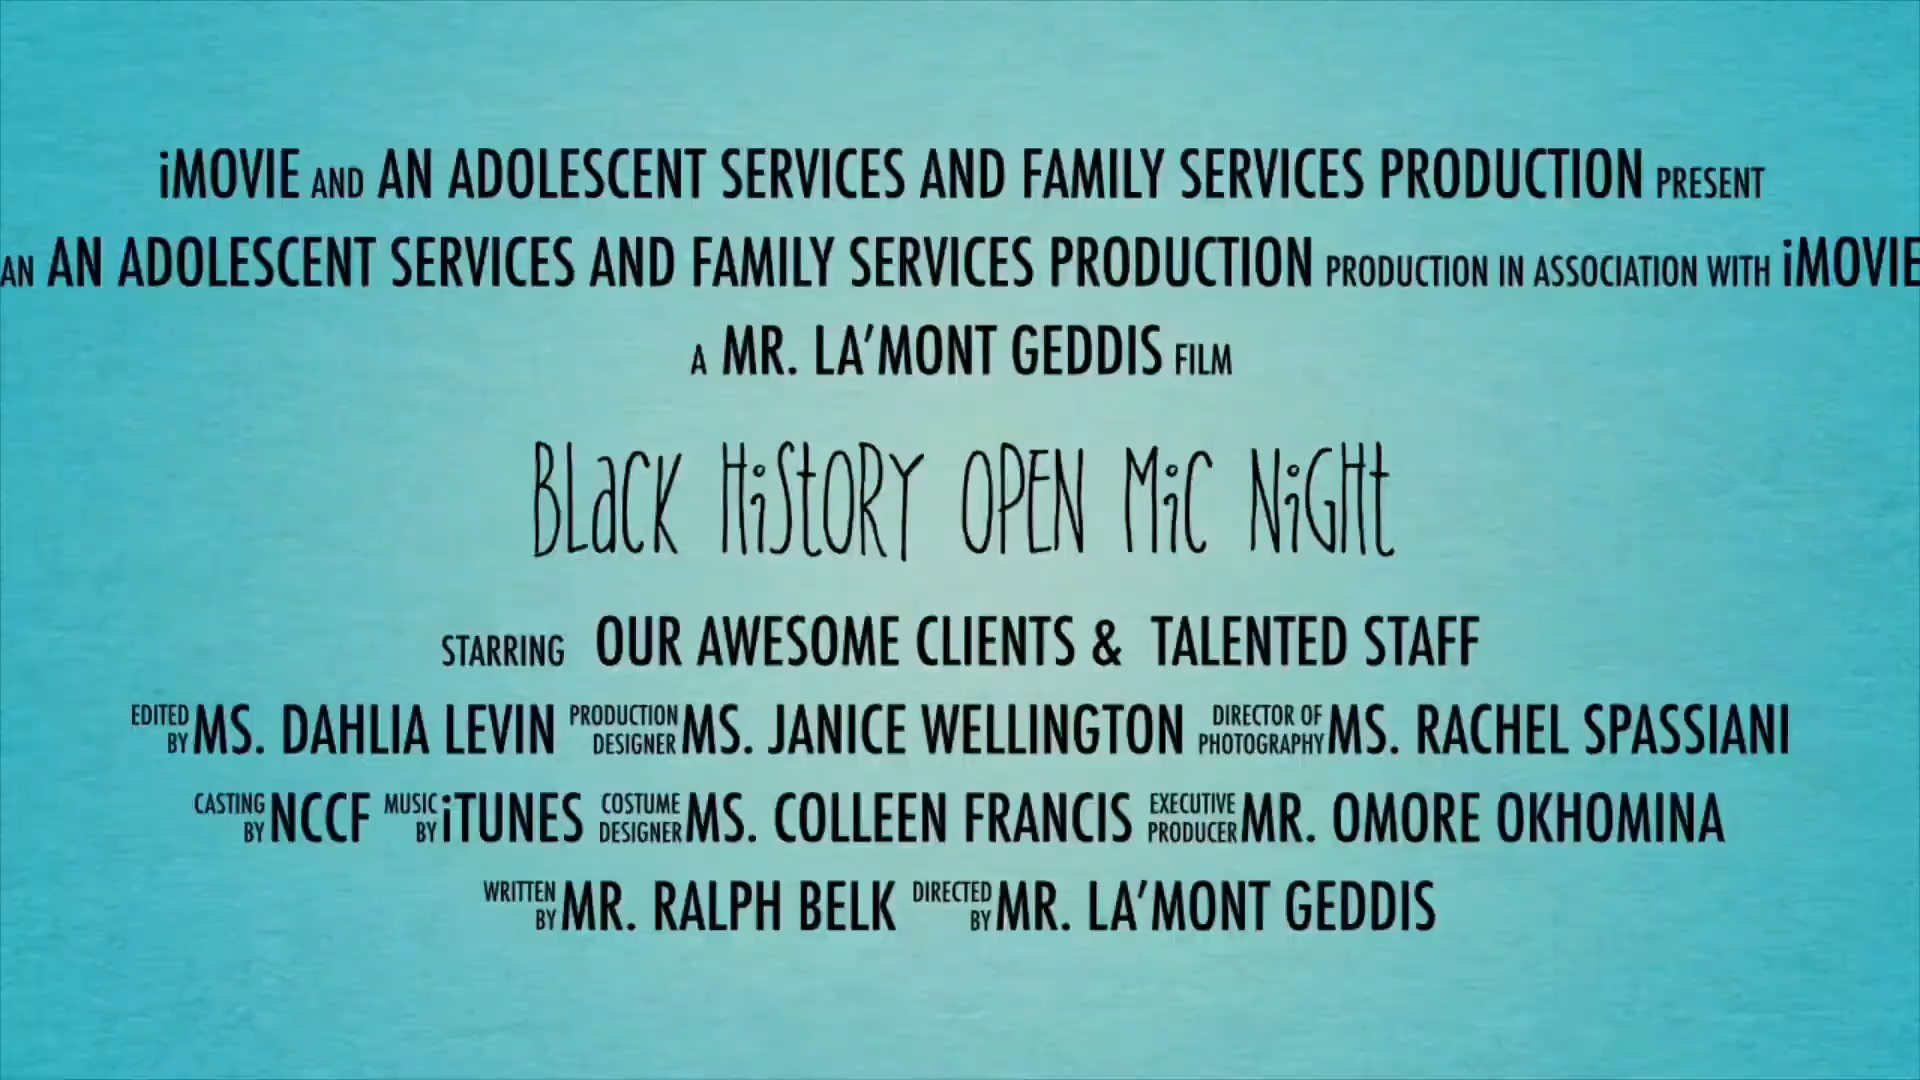 iMOVIE AND AN ADOLESCENT SERVICES AND FAMILY SERVICES PRODUCTION PRESENT
AN AN ADOLESCENT SERVICES AND FAMILY SERVICES PRODUCTION PRODUCTION IN ASSOCIATION WITH iMOVIE
A MR. LA'MONT GEDDIS FILM
BLaCK HiStORY OPEN MiC NiGHt
STARRING OUR AWESOME CLIENTS & TALENTED STAFF
EDITED BY MS. DAHLIA LEVIN PRODUCTION DESIGNER MS. JANICE WELLINGTON DIRECTOR OF PHOTOGRAPHY MS. RACHEL SPASSIANI
CASTING BY NCCF MUSIC BY iTUNES COSTUME DESIGNER MS. COLLEEN FRANCIS EXECUTIVE PRODUCER MR. OMORE OKHOMINA
WRITTEN BY MR. RALPH BELK DIRECTED BY MR. LA'MONT GEDDIS